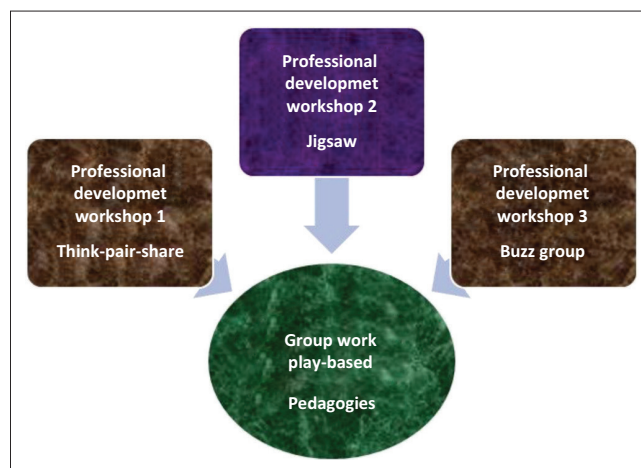 Professional
developmet
workshop 1
Think-pair-share
Professional
developmet
workshop 2
Jigsaw
Professional
developmet
workshop 3
Buzz group
Group work
play-based
Pedagogies